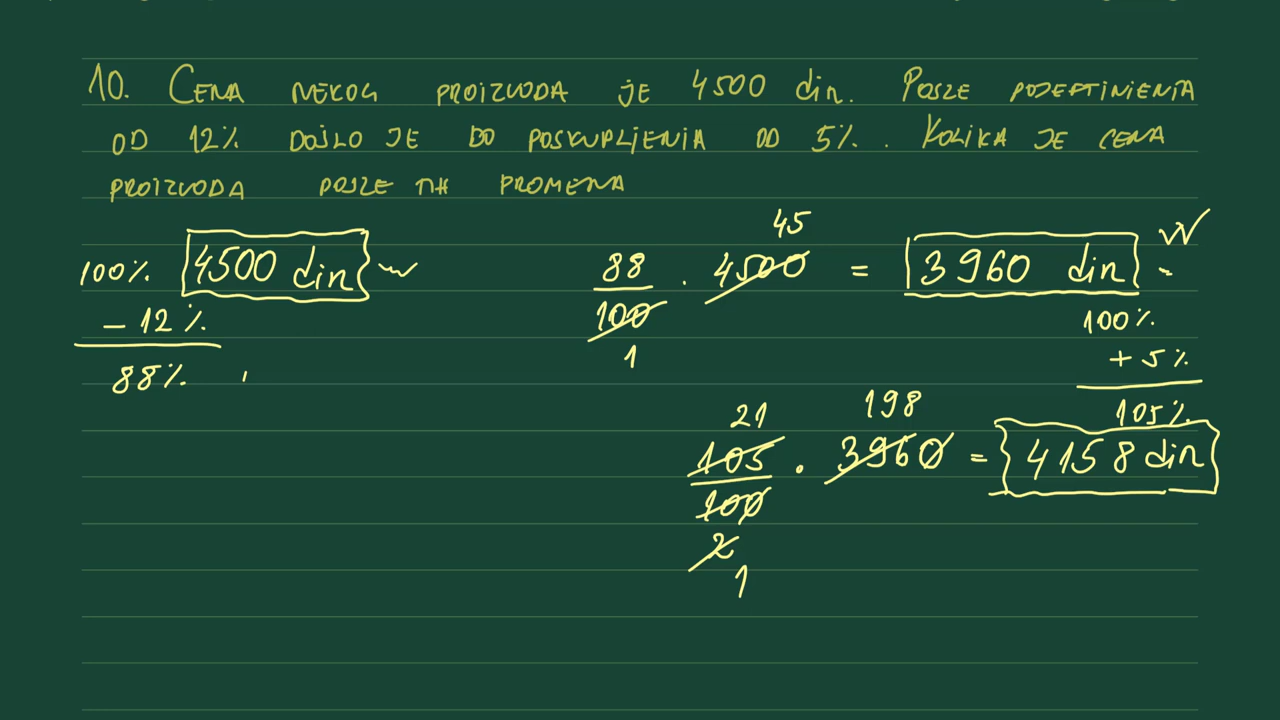 10. CENA NEKOG PROIZVODA JE 4500 din. POSLE POJEFTINJENJA
OD 12% DOŠLO JE DO POSKUPLJENJA OD 5%. KOLIKA JE CENA
PROIZVODA POSLE TIH PROMENA
100% 4500 din
- 12%
88%
45
88/100 · 4500 = 3960 din
1
100%
+ 5%
105%
21 198
105/100 · 3960 = 4158 din
2
1